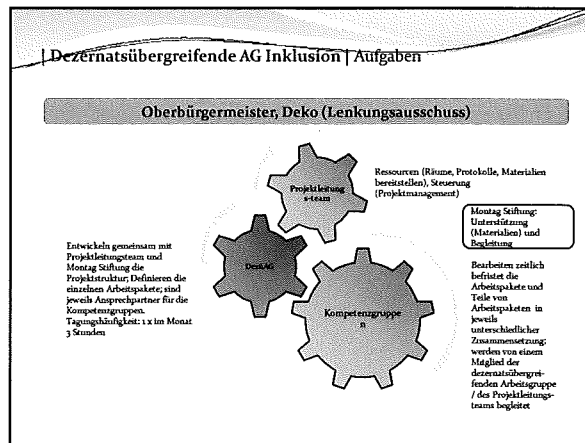 | Dezernatsübergreifende AG Inklusion | Aufgaben
Oberbürgermeister, Deko (Lenkungsausschuss)
Projektleitung
s-team
Ressourcen (Räume, Protokolle, Materialien
bereitstellen), Steuerung
(Projektmanagement)
Montag Stiftung:
Unterstützung
(Materialien) und
Begleitung
Entwickeln gemeinsam mit
Projektleitungsteam und
Montag Stiftung die
Projektstruktur; Definieren die
einzelnen Arbeitspakete; sind
jeweils Ansprechpartner für die
Kompetenzgruppen.
Tagungshäufigkeit: 1 x im Monat
3 Stunden
Kompetenzgruppe
n
Bearbeiten zeitlich
befristet die
Arbeitspakete und
Teile von
Arbeitspaketen in
jeweils
unterschiedlicher
Zusammensetzung;
werden von einem
Mitglied der
dezernatsübergrei-
fenden Arbeitsgruppe
/ des Projektleitungs-
teams begleitet